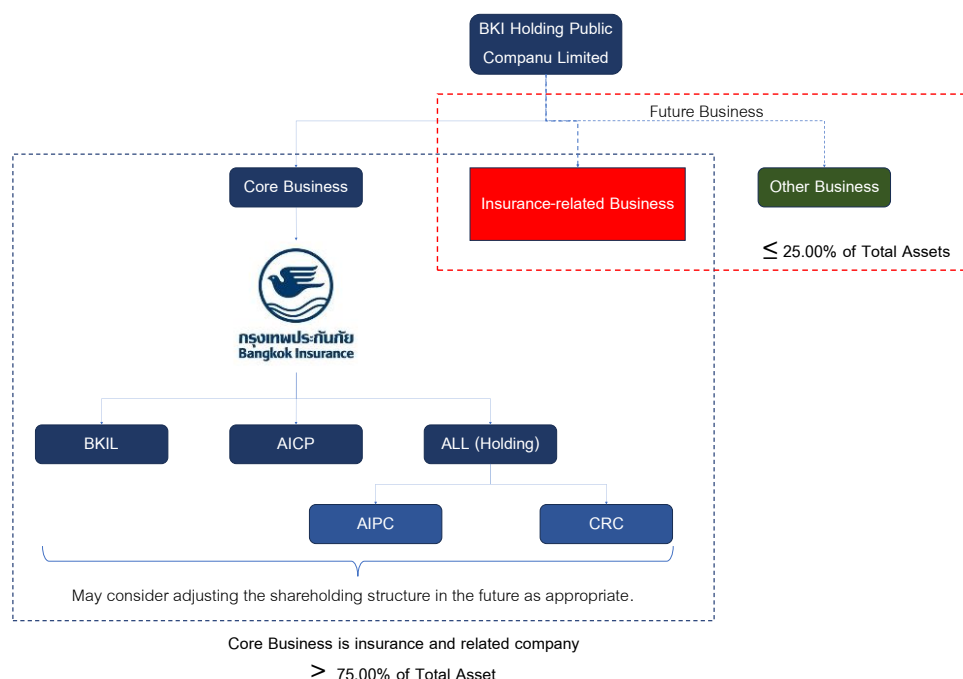 BKI Holding Public
Companu Limited
Future Business
Core Business
Insurance-related Business
Other Business
≤ 25.00% of Total Assets
กรุงเทพประกันภัย
Bangkok Insurance
BKIL
AICP
ALL (Holding)
AIPC
CRC
May consider adjusting the shareholding structure in the future as appropriate.
Core Business is insurance and related company
> 75.00% of Total Asset